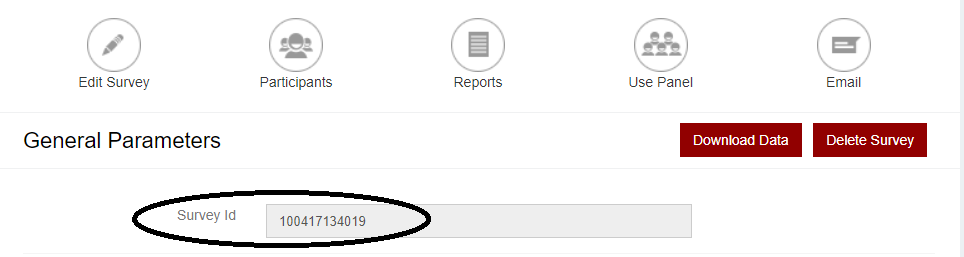 Edit Survey Participants Reports Use Panel Email
General Parameters Download Data Delete Survey
Survey Id 100417134019